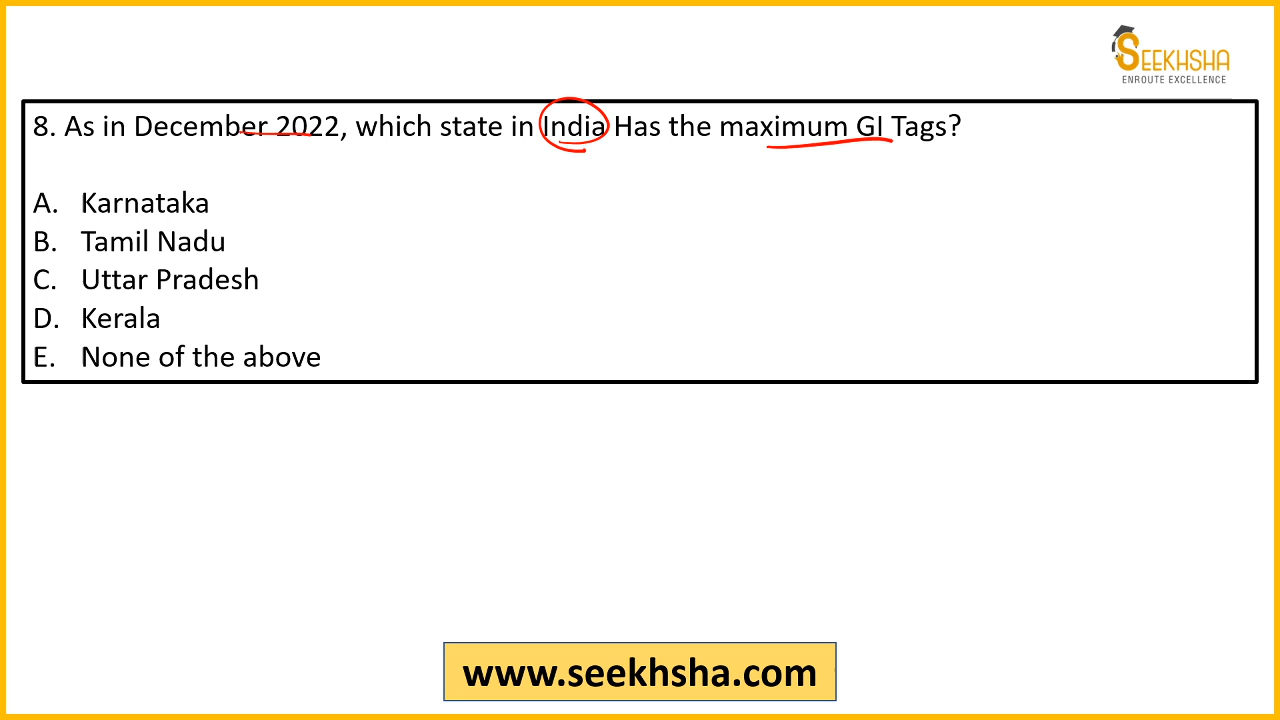 SEEKHSHA
ENROUTE EXCELLENCE
8. As in December 2022, which state in India Has the maximum GI Tags?
A. Karnataka
B. Tamil Nadu
C. Uttar Pradesh
D. Kerala
E. None of the above
www.seekhsha.com